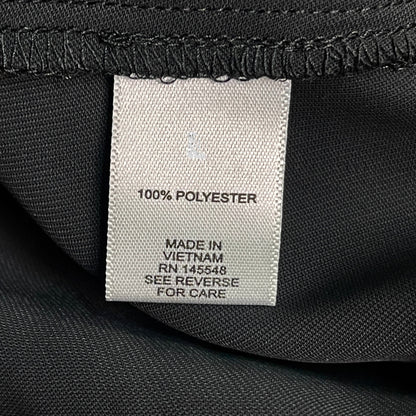 L
100% POLYESTER
MADE IN
VIETNAM
RN 145548
SEE REVERSE
FOR CARE